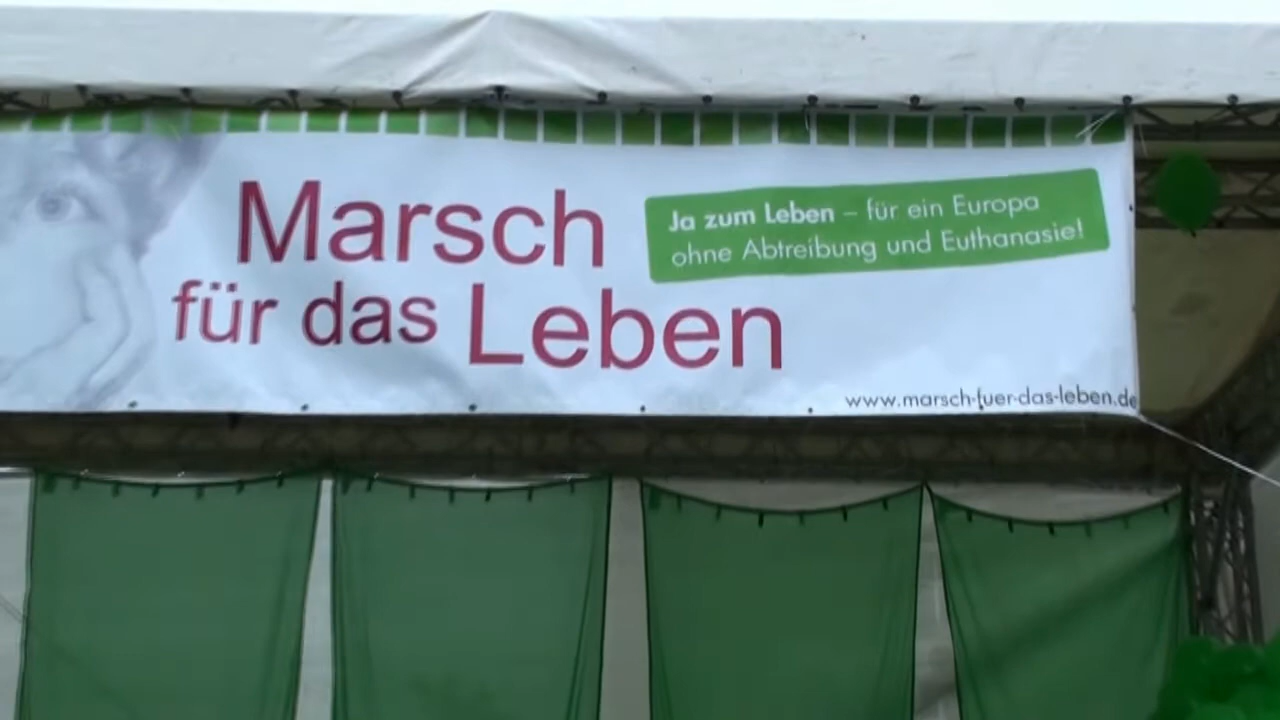 Marsch
für das Leben
Ja zum Leben – für ein Europa
ohne Abtreibung und Euthanasie!
www.marsch-fuer-das-leben.de